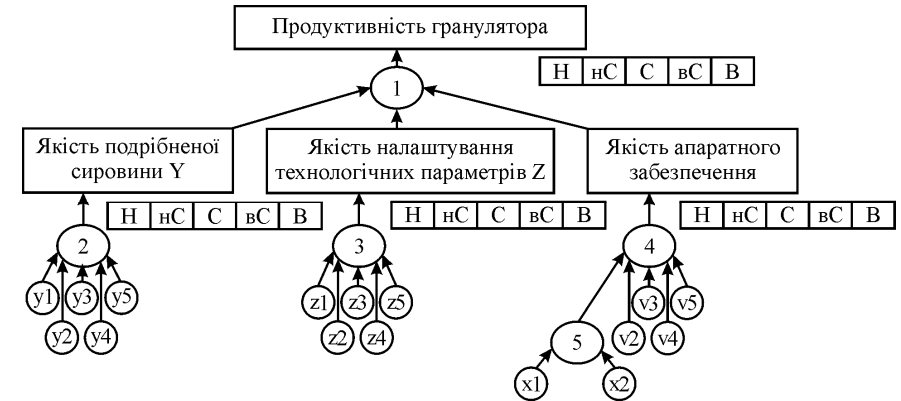 Продуктивність гранулятора
Н нС С вС В
1
Якість подрібненої
сировини Y
Якість налаштування
технологічних параметрів Z
Якість апаратного
забезпечення
Н нС С вС В
Н нС С вС В
Н нС С вС В
2
3
4
y1 y3 y5
z1 z3 z5
v3 v5
y2 y4
z2 z4
5
v2 v4
x1 x2